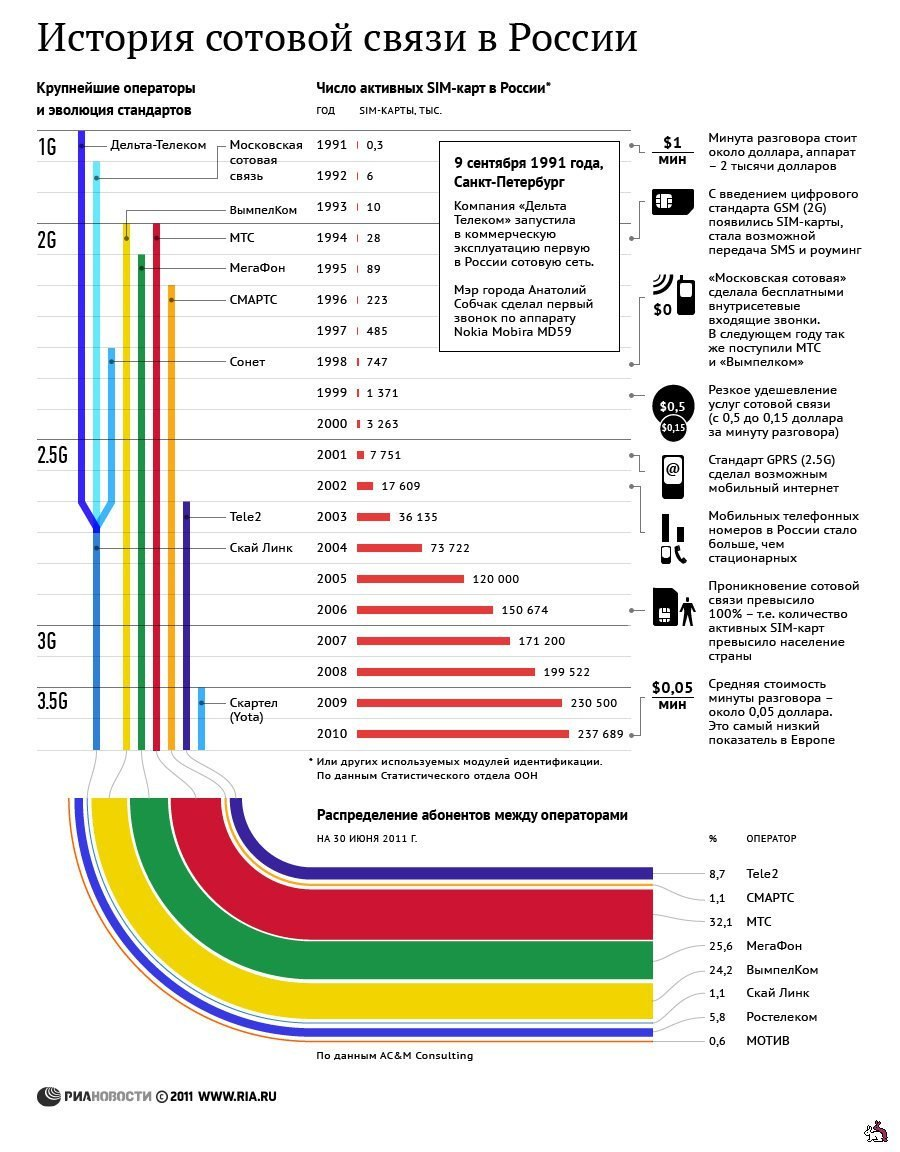 История сотовой связи в России
Крупнейшие операторы
и эволюция стандартов
1G
2G
2.5G
3G
3.5G
Дельта-Телеком
Московская
сотовая
связь
ВымпелКом
МТС
МегаФон
СМАРТС
Сонет
Tele2
Скай Линк
Скартел
(Yota)
Число активных SIM-карт в России*
ГОД SIM-КАРТЫ, ТЫС.
1991 0,3
1992 6
1993 10
1994 28
1995 89
1996 223
1997 485
1998 747
1999 1 371
2000 3 263
2001 7 751
2002 17 609
2003 36 135
2004 73 722
2005 120 000
2006 150 674
2007 171 200
2008 199 522
2009 230 500
2010 237 689
* Или других используемых модулей идентификации.
По данным Статистического отдела ООН
9 сентября 1991 года,
Санкт-Петербург
Компания «Дельта
Телеком» запустила
в коммерческую
эксплуатацию первую
в России сотовую сеть.
Мэр города Анатолий
Собчак сделал первый
звонок по аппарату
Nokia Mobira MD59
$1
мин
Минута разговора стоит
около доллара, аппарат
– 2 тысячи долларов
С введением цифрового
стандарта GSM (2G)
появились SIM-карты,
стала возможной
передача SMS и роуминг
$0
«Московская сотовая»
сделала бесплатными
внутрисетевые
входящие звонки.
В следующем году так
же поступили МТС
и «Вымпелком»
$0,5
$0,15
Резкое удешевление
услуг сотовой связи
(с 0,5 до 0,15 доллара
за минуту разговора)
@
Стандарт GPRS (2.5G)
сделал возможным
мобильный интернет
Мобильных телефонных
номеров в России стало
больше, чем
стационарных
Проникновение сотовой
связи превысило
100% – т.е. количество
активных SIM-карт
превысило население
страны
$0,05
мин
Средняя стоимость
минуты разговора –
около 0,05 доллара.
Это самый низкий
показатель в Европе
Распределение абонентов между операторами
НА 30 ИЮНЯ 2011 Г.
% ОПЕРАТОР
8,7 Tele2
1,1 СМАРТС
32,1 МТС
25,6 МегаФон
24,2 ВымпелКом
1,1 Скай Линк
5,8 Ростелеком
0,6 МОТИВ
По данным AC&M Consulting
РИАНОВОСТИ © 2011 WWW.RIA.RU